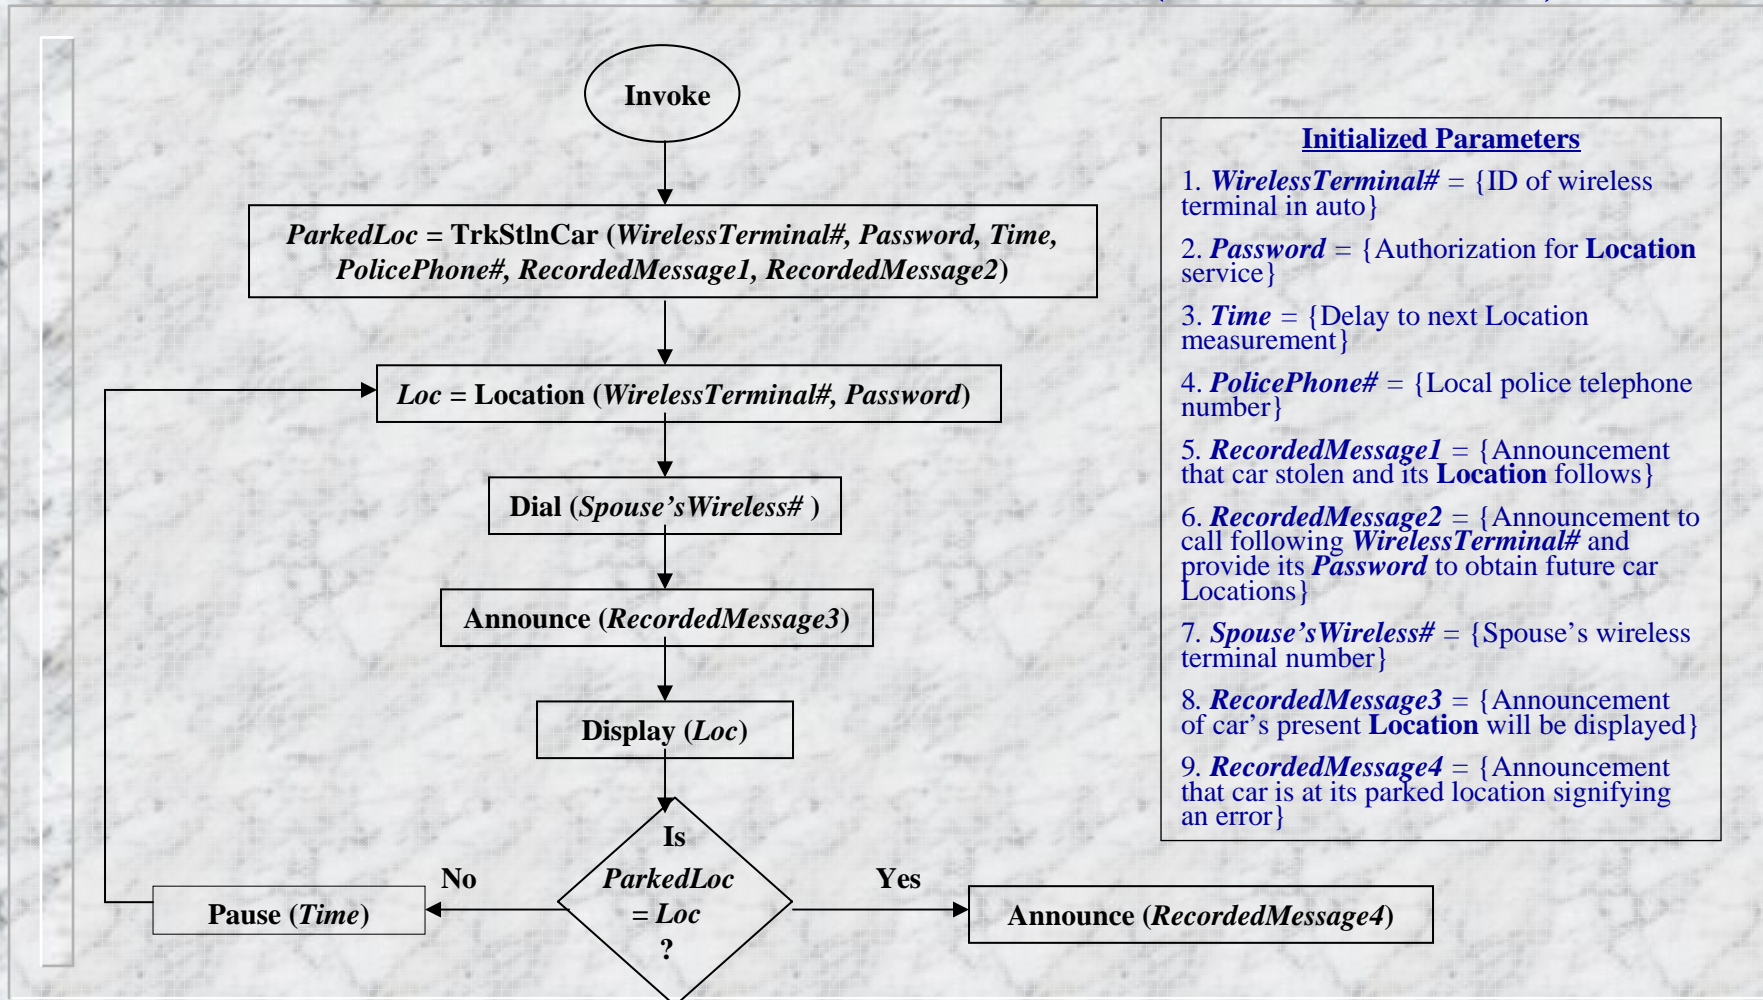 Invoke
ParkedLoc = TrkStlnCar (WirelessTerminal#, Password, Time,
PolicePhone#, RecordedMessage1, RecordedMessage2)
Loc = Location (WirelessTerminal#, Password)
Dial (Spouse’sWireless# )
Announce (RecordedMessage3)
Display (Loc)
Is
ParkedLoc
= Loc
?
No
Yes
Pause (Time)
Announce (RecordedMessage4)
Initialized Parameters
1. WirelessTerminal# = {ID of wireless
terminal in auto}
2. Password = {Authorization for Location
service}
3. Time = {Delay to next Location
measurement}
4. PolicePhone# = {Local police telephone
number}
5. RecordedMessage1 = {Announcement
that car stolen and its Location follows}
6. RecordedMessage2 = {Announcement to
call following WirelessTerminal# and
provide its Password to obtain future car
Locations}
7. Spouse’sWireless# = {Spouse’s wireless
terminal number}
8. RecordedMessage3 = {Announcement
of car’s present Location will be displayed}
9. RecordedMessage4 = {Announcement
that car is at its parked location signifying
an error}